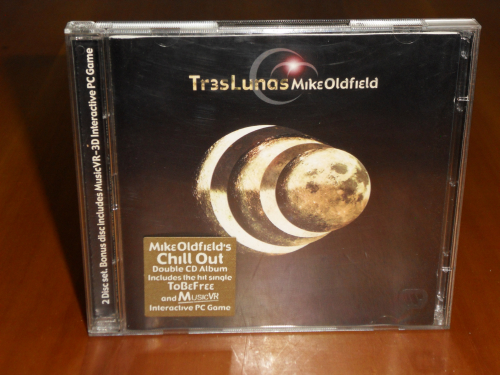 2 Disc set. Bonus disc includes MusicVR - 3D Interactive PC Game
Tr3sLunas MikeOldfield
MikeOldfield's
Chill Out
Double CD Album
Includes the hit single
ToBeFree
and MusicVR
Interactive PC Game